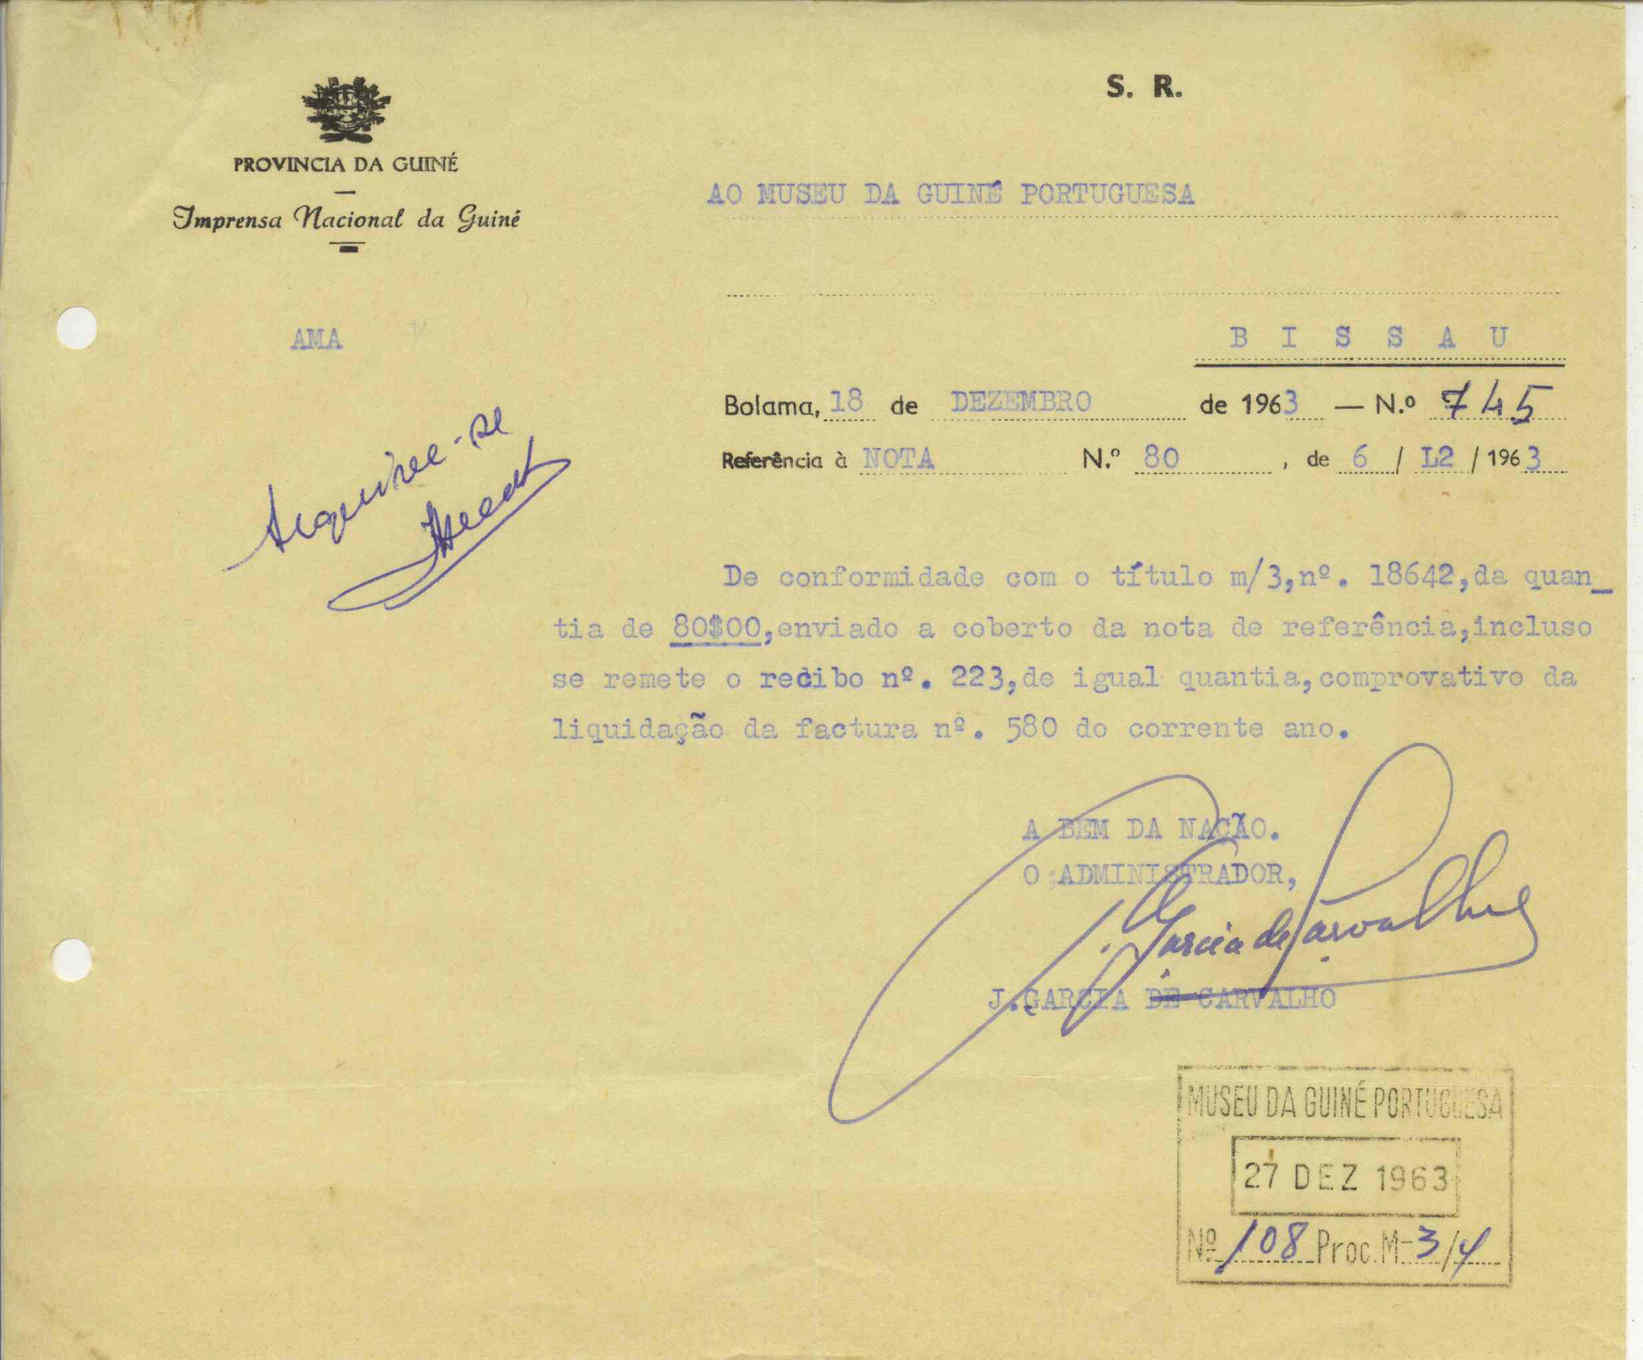 S. R.
PROVINCIA DA GUINÉ
Imprensa Nacional da Guiné
AO MUSEU DA GUINÉ PORTUGUESA
B I S S A U
AMA
Bolama, 18 de DEZEMBRO de 1963 — N.º 745
Referência à NOTA N.º 80, de 6 / L2 / 1963
Arquive-se
De conformidade com o título m/3,nº. 18642,da quan_
tia de 80$00,enviado a coberto da nota de referência,incluso
se remete o recibo nº. 223,de igual quantia,comprovativo da
liquidação da factura nº. 580 do corrente ano.
A BEM DA NAÇÃO.
O ADMINISTRADOR,
J. Garcia de Carvalho
J.GARCIA DE CARVALHO
MUSEU DA GUINÉ PORTUGUESA
27 DEZ 1963
Nº 108 Proc. M-3/4